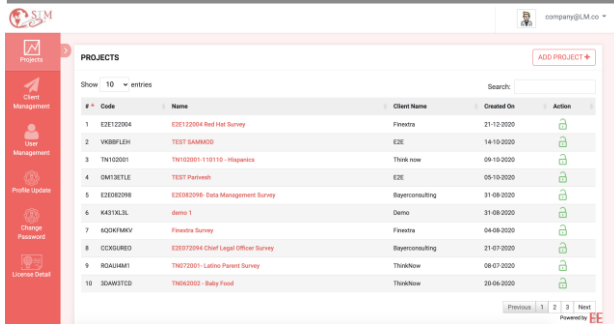 SLM
company@LM.co
Projects
PROJECTS
ADD PROJECT +
Client
Management
Show 10 entries
Search:
# Code Name Client Name Created On Action
1 E2E122004 E2E122004 Red Hat Survey Finextra 21-12-2020
2 VKBBFLEH TEST SAMMOD E2E 14-10-2020
User
Management
3 TN102001 TN102001-110110 - Hispanics Think now 09-10-2020
4 OM13ETLE TEST Parivesh E2E 05-10-2020
Profile Update
5 E2E082098 E2E082098- Data Management Survey Bayerconsulting 31-08-2020
6 K431XL3L demo 1 Demo 31-08-2020
Change
Password
7 6QOKFMKV Finextra Survey Finextra 04-08-2020
8 CCXGUREO E2E072094 Chief Legal Officer Survey Bayerconsulting 21-07-2020
License Detail
9 ROAUI4M1 TN072001- Latino Parent Survey ThinkNow 08-07-2020
10 3DAW3TCD TN062002 - Baby Food ThinkNow 20-06-2020
Previous 1 2 3 Next
Powered by EE